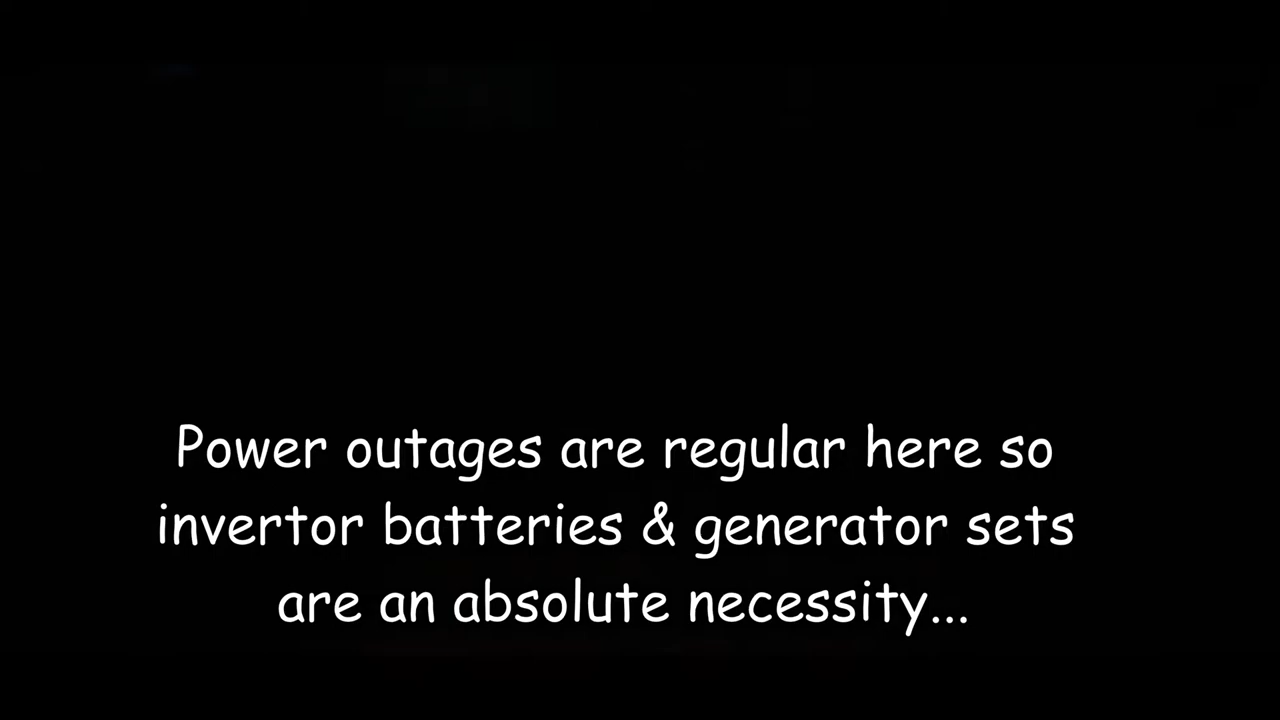 Power outages are regular here so
invertor batteries & generator sets
are an absolute necessity...